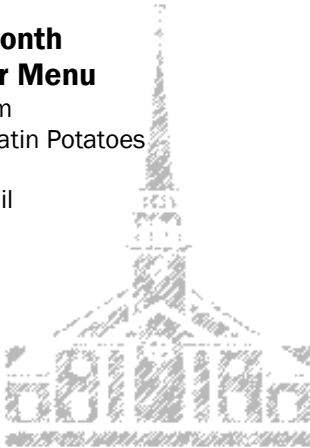 onth
r Menu
m
atin Potatoes
il